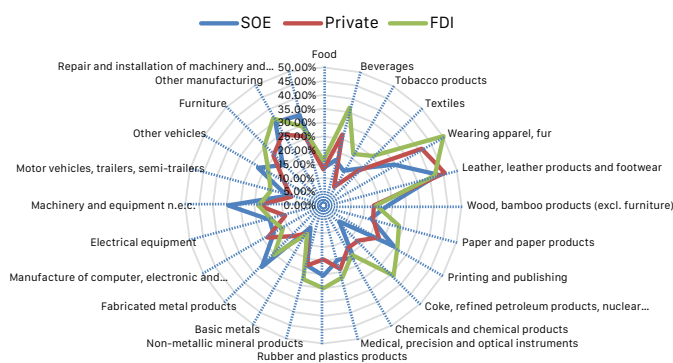 SOE Private FDI
Food
Beverages
Tobacco products
Textiles
Wearing apparel, fur
Leather, leather products and footwear
Wood, bamboo products (excl. furniture)
Paper and paper products
Printing and publishing
Coke, refined petroleum products, nuclear...
Chemicals and chemical products
Medical, precision and optical instruments
Rubber and plastics products
Non-metallic mineral products
Basic metals
Fabricated metal products
Manufacture of computer, electronic and...
Electrical equipment
Machinery and equipment n.e.c.
Motor vehicles, trailers, semi-trailers
Other vehicles
Furniture
Other manufacturing
Repair and installation of machinery and...
50.00%
45.00%
40.00%
35.00%
30.00%
25.00%
20.00%
15.00%
10.00%
5.00%
0.00%